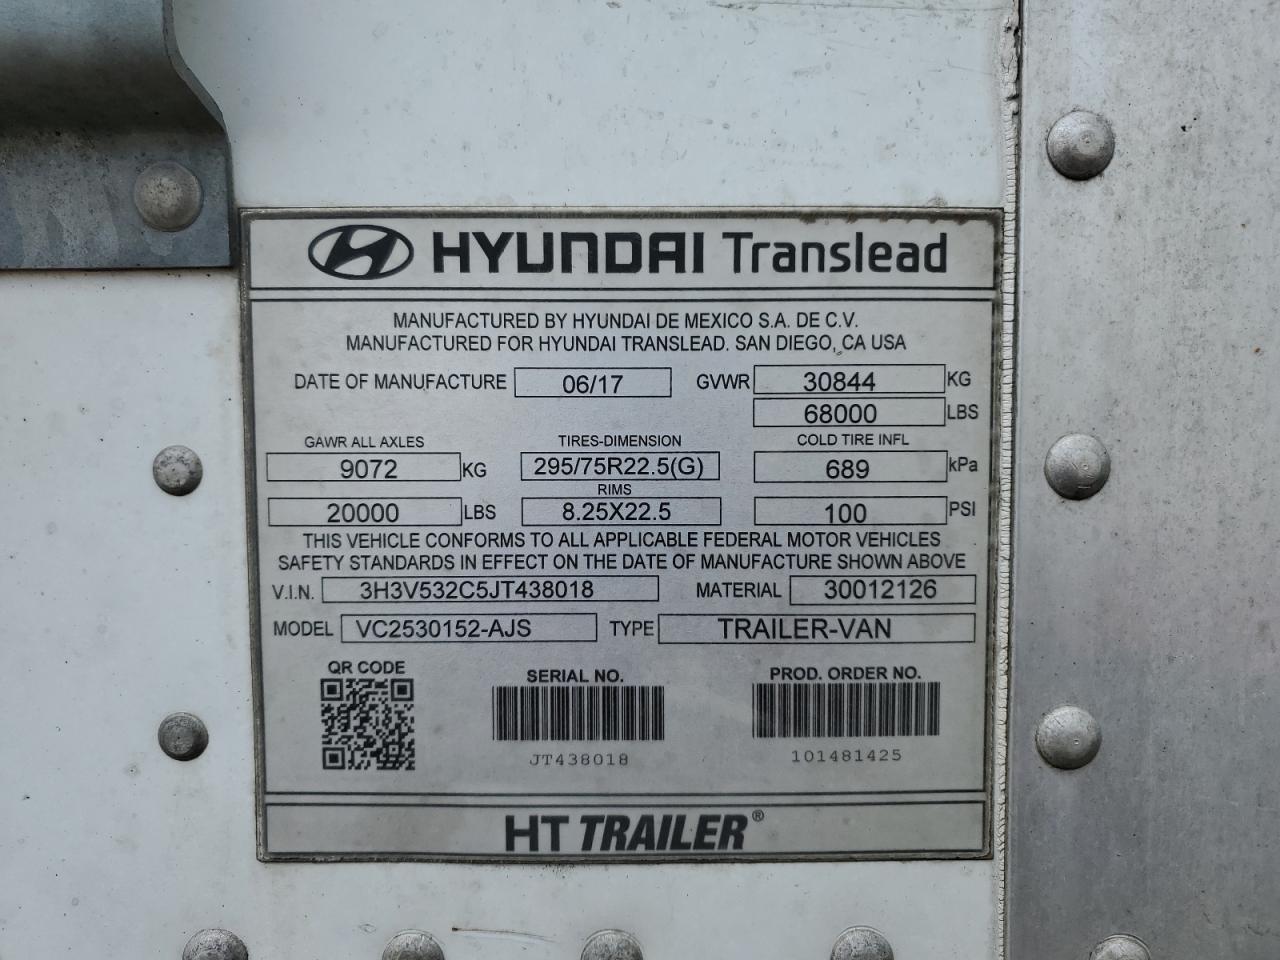 HYUNDAI Translead
MANUFACTURED BY HYUNDAI DE MEXICO S.A. DE C.V.
MANUFACTURED FOR HYUNDAI TRANSLEAD. SAN DIEGO, CA USA
DATE OF MANUFACTURE 06/17 GVWR 30844 KG
68000 LBS
GAWR ALL AXLES TIRES-DIMENSION COLD TIRE INFL
9072 KG 295/75R22.5(G) 689 kPa
RIMS
20000 LBS 8.25X22.5 100 PSI
THIS VEHICLE CONFORMS TO ALL APPLICABLE FEDERAL MOTOR VEHICLES
SAFETY STANDARDS IN EFFECT ON THE DATE OF MANUFACTURE SHOWN ABOVE
V.I.N. 3H3V532C5JT438018 MATERIAL 30012126
MODEL VC2530152-AJS TYPE TRAILER-VAN
QR CODE SERIAL NO. PROD. ORDER NO.
JT438018 101481425
HT TRAILER®